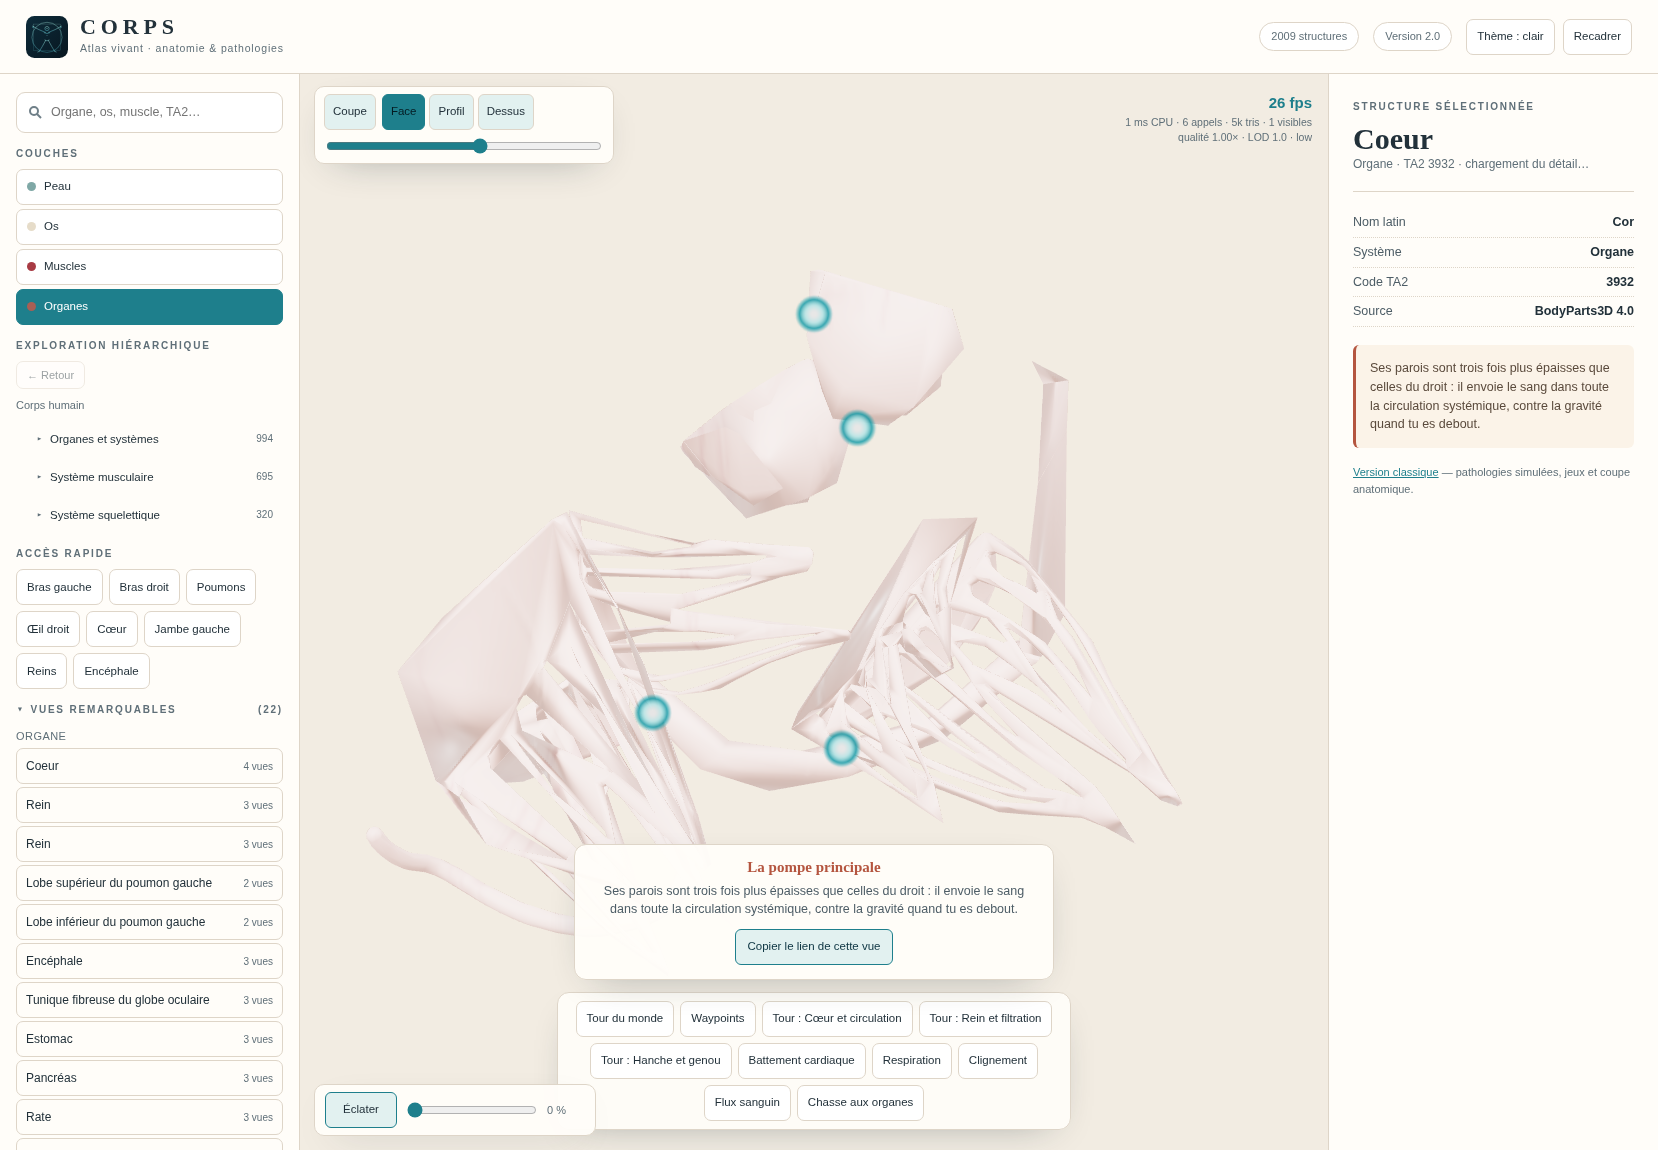 CORPS
Atlas vivant · anatomie & pathologies
2009 structures
Version 2.0
Thème : clair
Recadrer
Organe, os, muscle, TA2…
COUCHES
Peau
Os
Muscles
Organes
EXPLORATION HIÉRARCHIQUE
← Retour
Corps humain
Organes et systèmes 994
Système musculaire 695
Système squelettique 320
ACCÈS RAPIDE
Bras gauche
Bras droit
Poumons
Œil droit
Cœur
Jambe gauche
Reins
Encéphale
VUES REMARQUABLES (22)
ORGANE
Coeur 4 vues
Rein 3 vues
Rein 3 vues
Lobe supérieur du poumon gauche 2 vues
Lobe inférieur du poumon gauche 2 vues
Encéphale 3 vues
Tunique fibreuse du globe oculaire 3 vues
Estomac 3 vues
Pancréas 3 vues
Rate 3 vues
Coupe
Face
Profil
Dessus
26 fps
1 ms CPU · 6 appels · 5k tris · 1 visibles
qualité 1.00× · LOD 1.0 · low
La pompe principale
Ses parois sont trois fois plus épaisses que celles du droit : il envoie le sang
dans toute la circulation systémique, contre la gravité quand tu es debout.
Copier le lien de cette vue
Tour du monde
Waypoints
Tour : Cœur et circulation
Tour : Rein et filtration
Tour : Hanche et genou
Battement cardiaque
Respiration
Clignement
Flux sanguin
Chasse aux organes
Éclater
0 %
STRUCTURE SÉLECTIONNÉE
Coeur
Organe · TA2 3932 · chargement du détail…
Nom latin Cor
Système Organe
Code TA2 3932
Source BodyParts3D 4.0
Ses parois sont trois fois plus épaisses que
celles du droit : il envoie le sang dans toute
la circulation systémique, contre la gravité
quand tu es debout.
Version classique — pathologies simulées, jeux et coupe
anatomique.